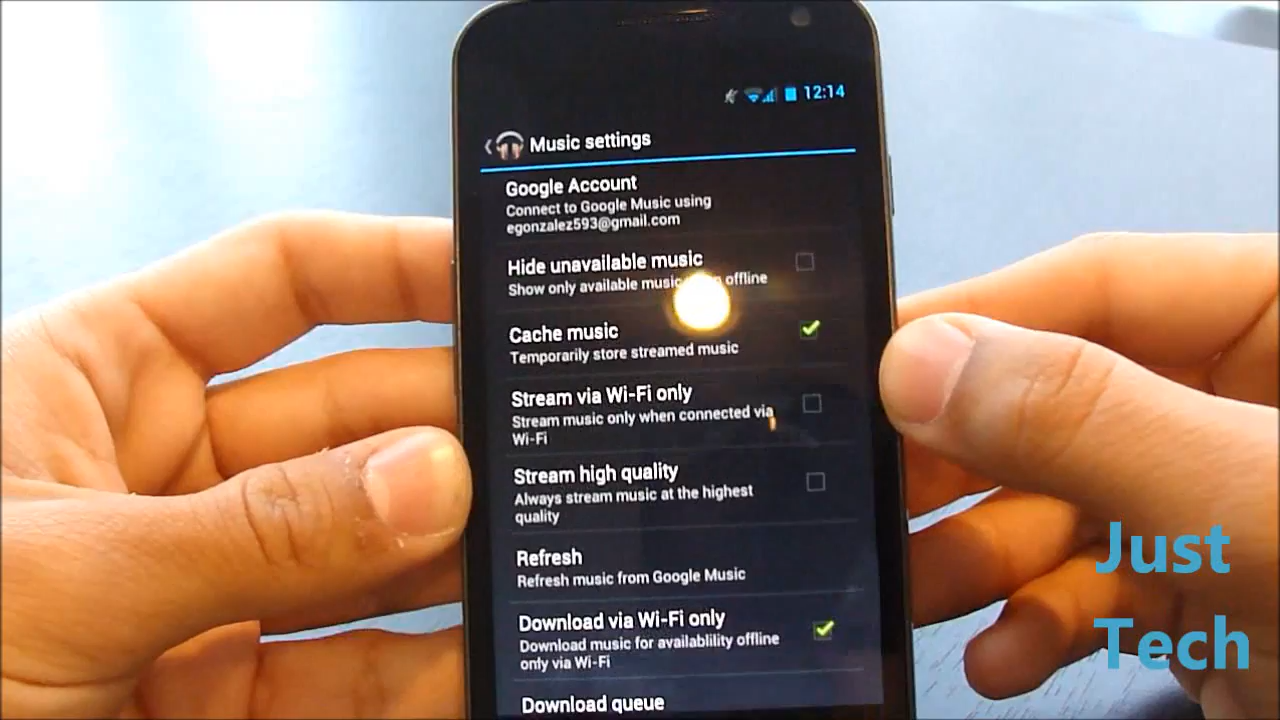 12:14
Music settings
Google Account
Connect to Google Music using
egonzalez593@gmail.com
Hide unavailable music
Show only available music offline
Cache music
Temporarily store streamed music
Stream via Wi-Fi only
Stream music only when connected via
Wi-Fi
Stream high quality
Always stream music at the highest
quality
Refresh
Refresh music from Google Music
Download via Wi-Fi only
Download music for availablility offline
only via Wi-Fi
Download queue
Just
Tech